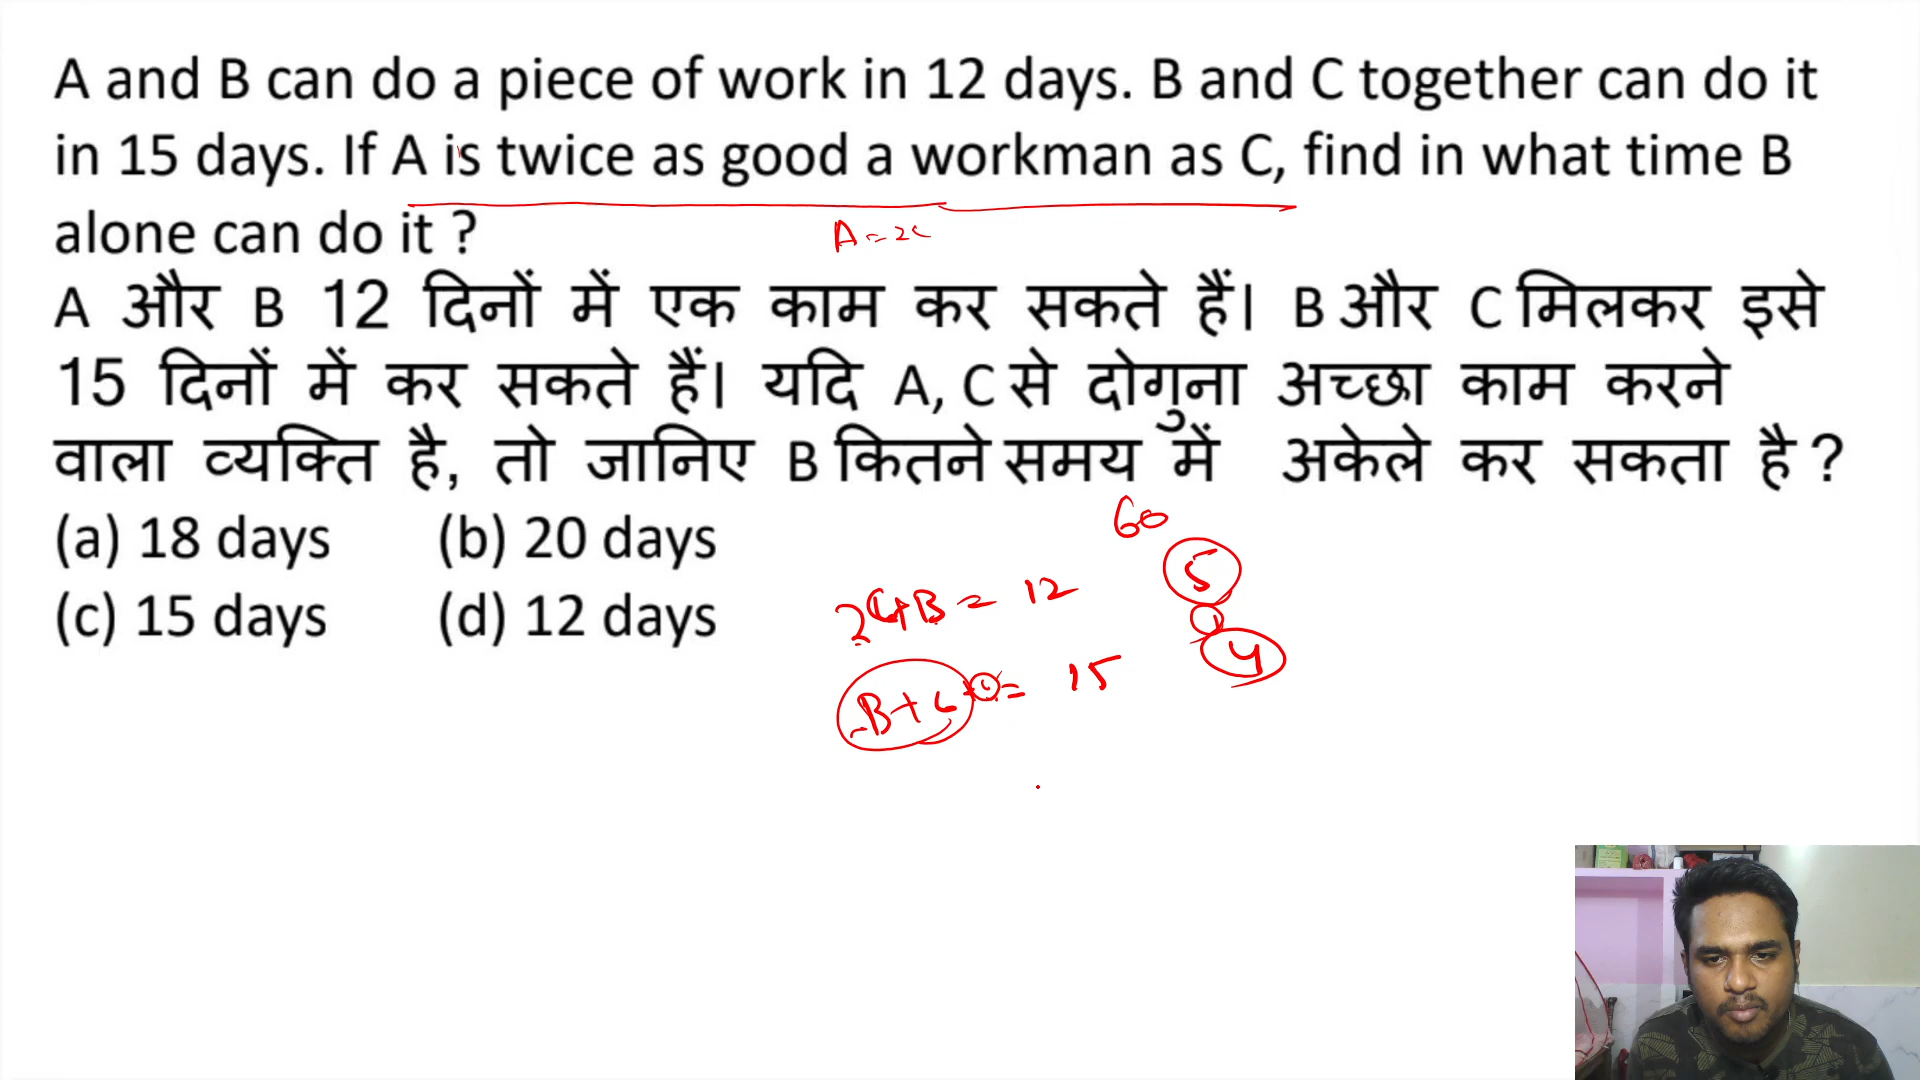 A and B can do a piece of work in 12 days. B and C together can do it
in 15 days. If A is twice as good a workman as C, find in what time B
alone can do it ?
A = 2c
A और B 12 दिनों में एक काम कर सकते हैं। B और C मिलकर इसे
15 दिनों में कर सकते हैं। यदि A, C से दोगुना अच्छा काम करने
वाला व्यक्ति है, तो जानिए B कितने समय में अकेले कर सकता है ?
(a) 18 days (b) 20 days
(c) 15 days (d) 12 days
60
5
2C+B = 12
1
4
B+C = 15